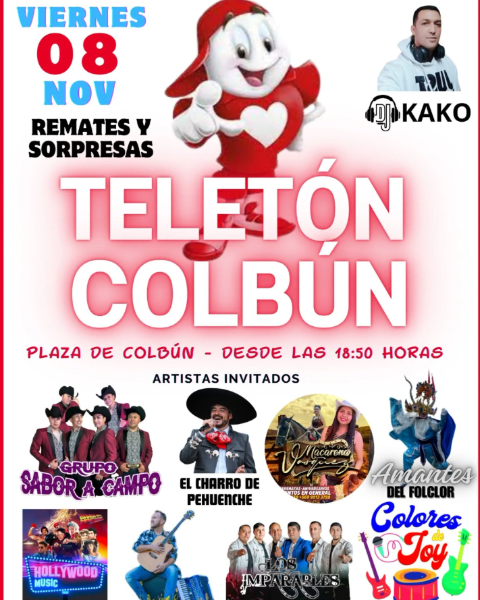 VIERNES
08
NOV
REMATES Y
SORPRESAS
DJ KAKO
TELETÓN
COLBÚN
PLAZA DE COLBÚN - DESDE LAS 18:50 HORAS
ARTISTAS INVITADOS
GRUPO
SABOR A CAMPO
EL CHARRO DE
PEHUENCHE
Macarena
Amantes
DEL FOLCLOR
HOLLYWOOD
MUSIC
LOS
IMPARABLES
Colores
de
Joy